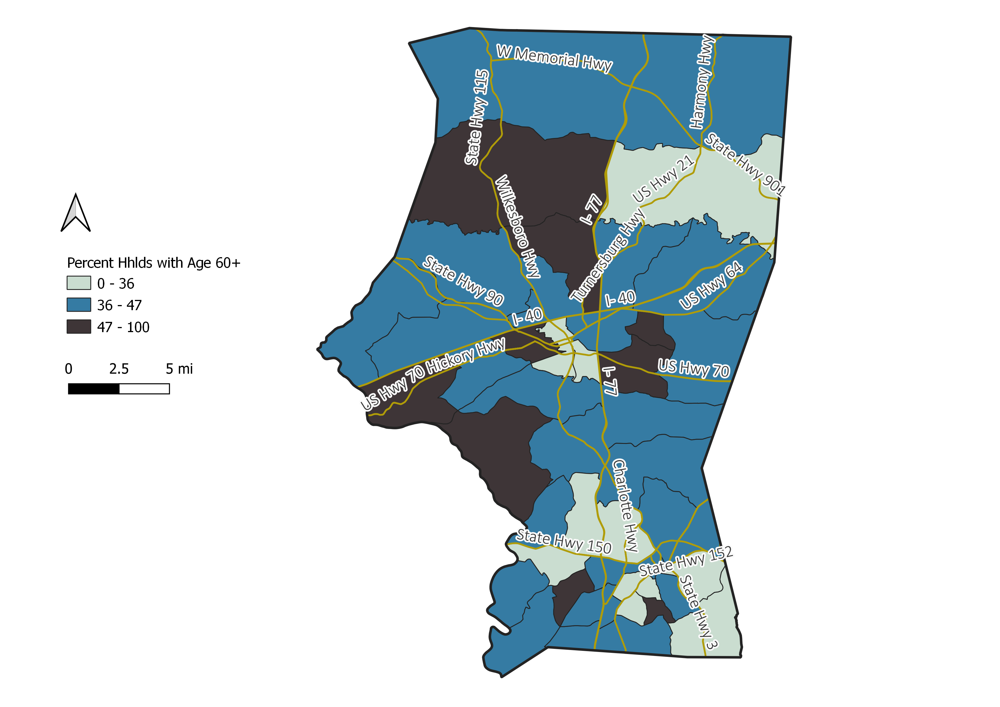 W Memorial Hwy
Harmony Hwy
State Hwy 115
State Hwy 901
US Hwy 21
Wilkesboro Hwy
I- 77
Turnersburg Hwy
State Hwy 90
US Hwy 64
I- 40
I- 40
Percent Hhlds with Age 60+
0 - 36
36 - 47
47 - 100
US Hwy 70 Hickory Hwy
US Hwy 70
I- 77
0 2.5 5 mi
Charlotte Hwy
State Hwy 150
State Hwy 152
State Hwy 3